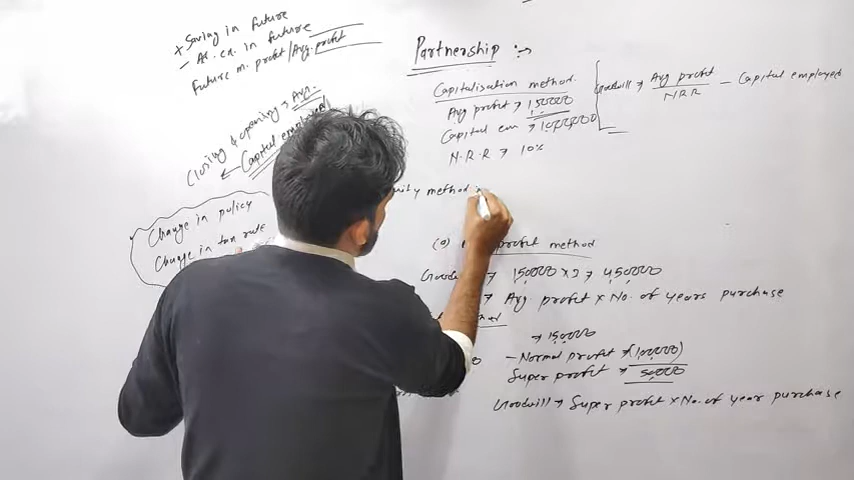 + Saving in future
- Ad. ex. in future
Future m. profit/Avg. profit
Closing & opening → Avg.
Capital employed
Change in policy
Change in tax rate
Partnership :→
Capitalisation method.
Avg profit → 150000
Capital em → 1000000
N.R.R → 10%
Goodwill → Avg profit / NRR - Capital employed
method
(a) profit method
150000 × 3 → 450000
→ Avg. profit × No. of years purchase
→ 150000
- Normal profit → (100000)
Super profit → 50000
Goodwill → Super profit × No. of year purchase